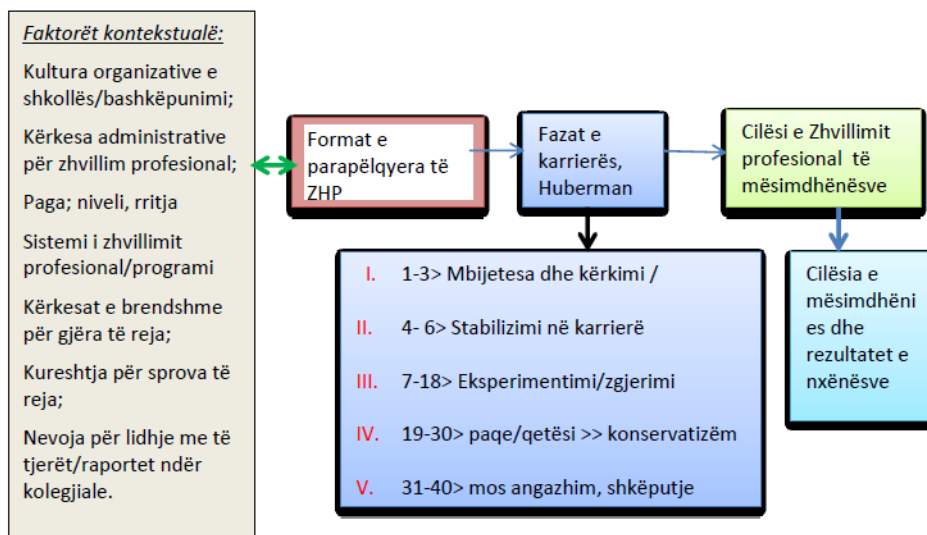 Faktorët kontekstualë:
Kultura organizative e
shkollës/bashkëpunimi;
Kërkesa administrative
për zhvillim profesional;
Paga; niveli, rritja
Sistemi i zhvillimit
profesional/programi
Kërkesat e brendshme
për gjëra të reja;
Kureshtja për sprova të
reja;
Nevoja për lidhje me të
tjerët/raportet ndër
kolegjiale.
Format e
parapëlqyera të
ZHP
Fazat e
karrierës,
Huberman
Cilësi e Zhvillimit
profesional të
mësimdhënësve
I. 1-3> Mbijetesa dhe kërkimi /
II. 4- 6> Stabilizimi në karrierë
III. 7-18> Eksperimentimi/zgjerimi
IV. 19-30> paqe/qetësi >> konservatizëm
V. 31-40> mos angazhim, shkëputje
Cilësia e
mësimdhëni
es dhe
rezultatet e
nxënësve